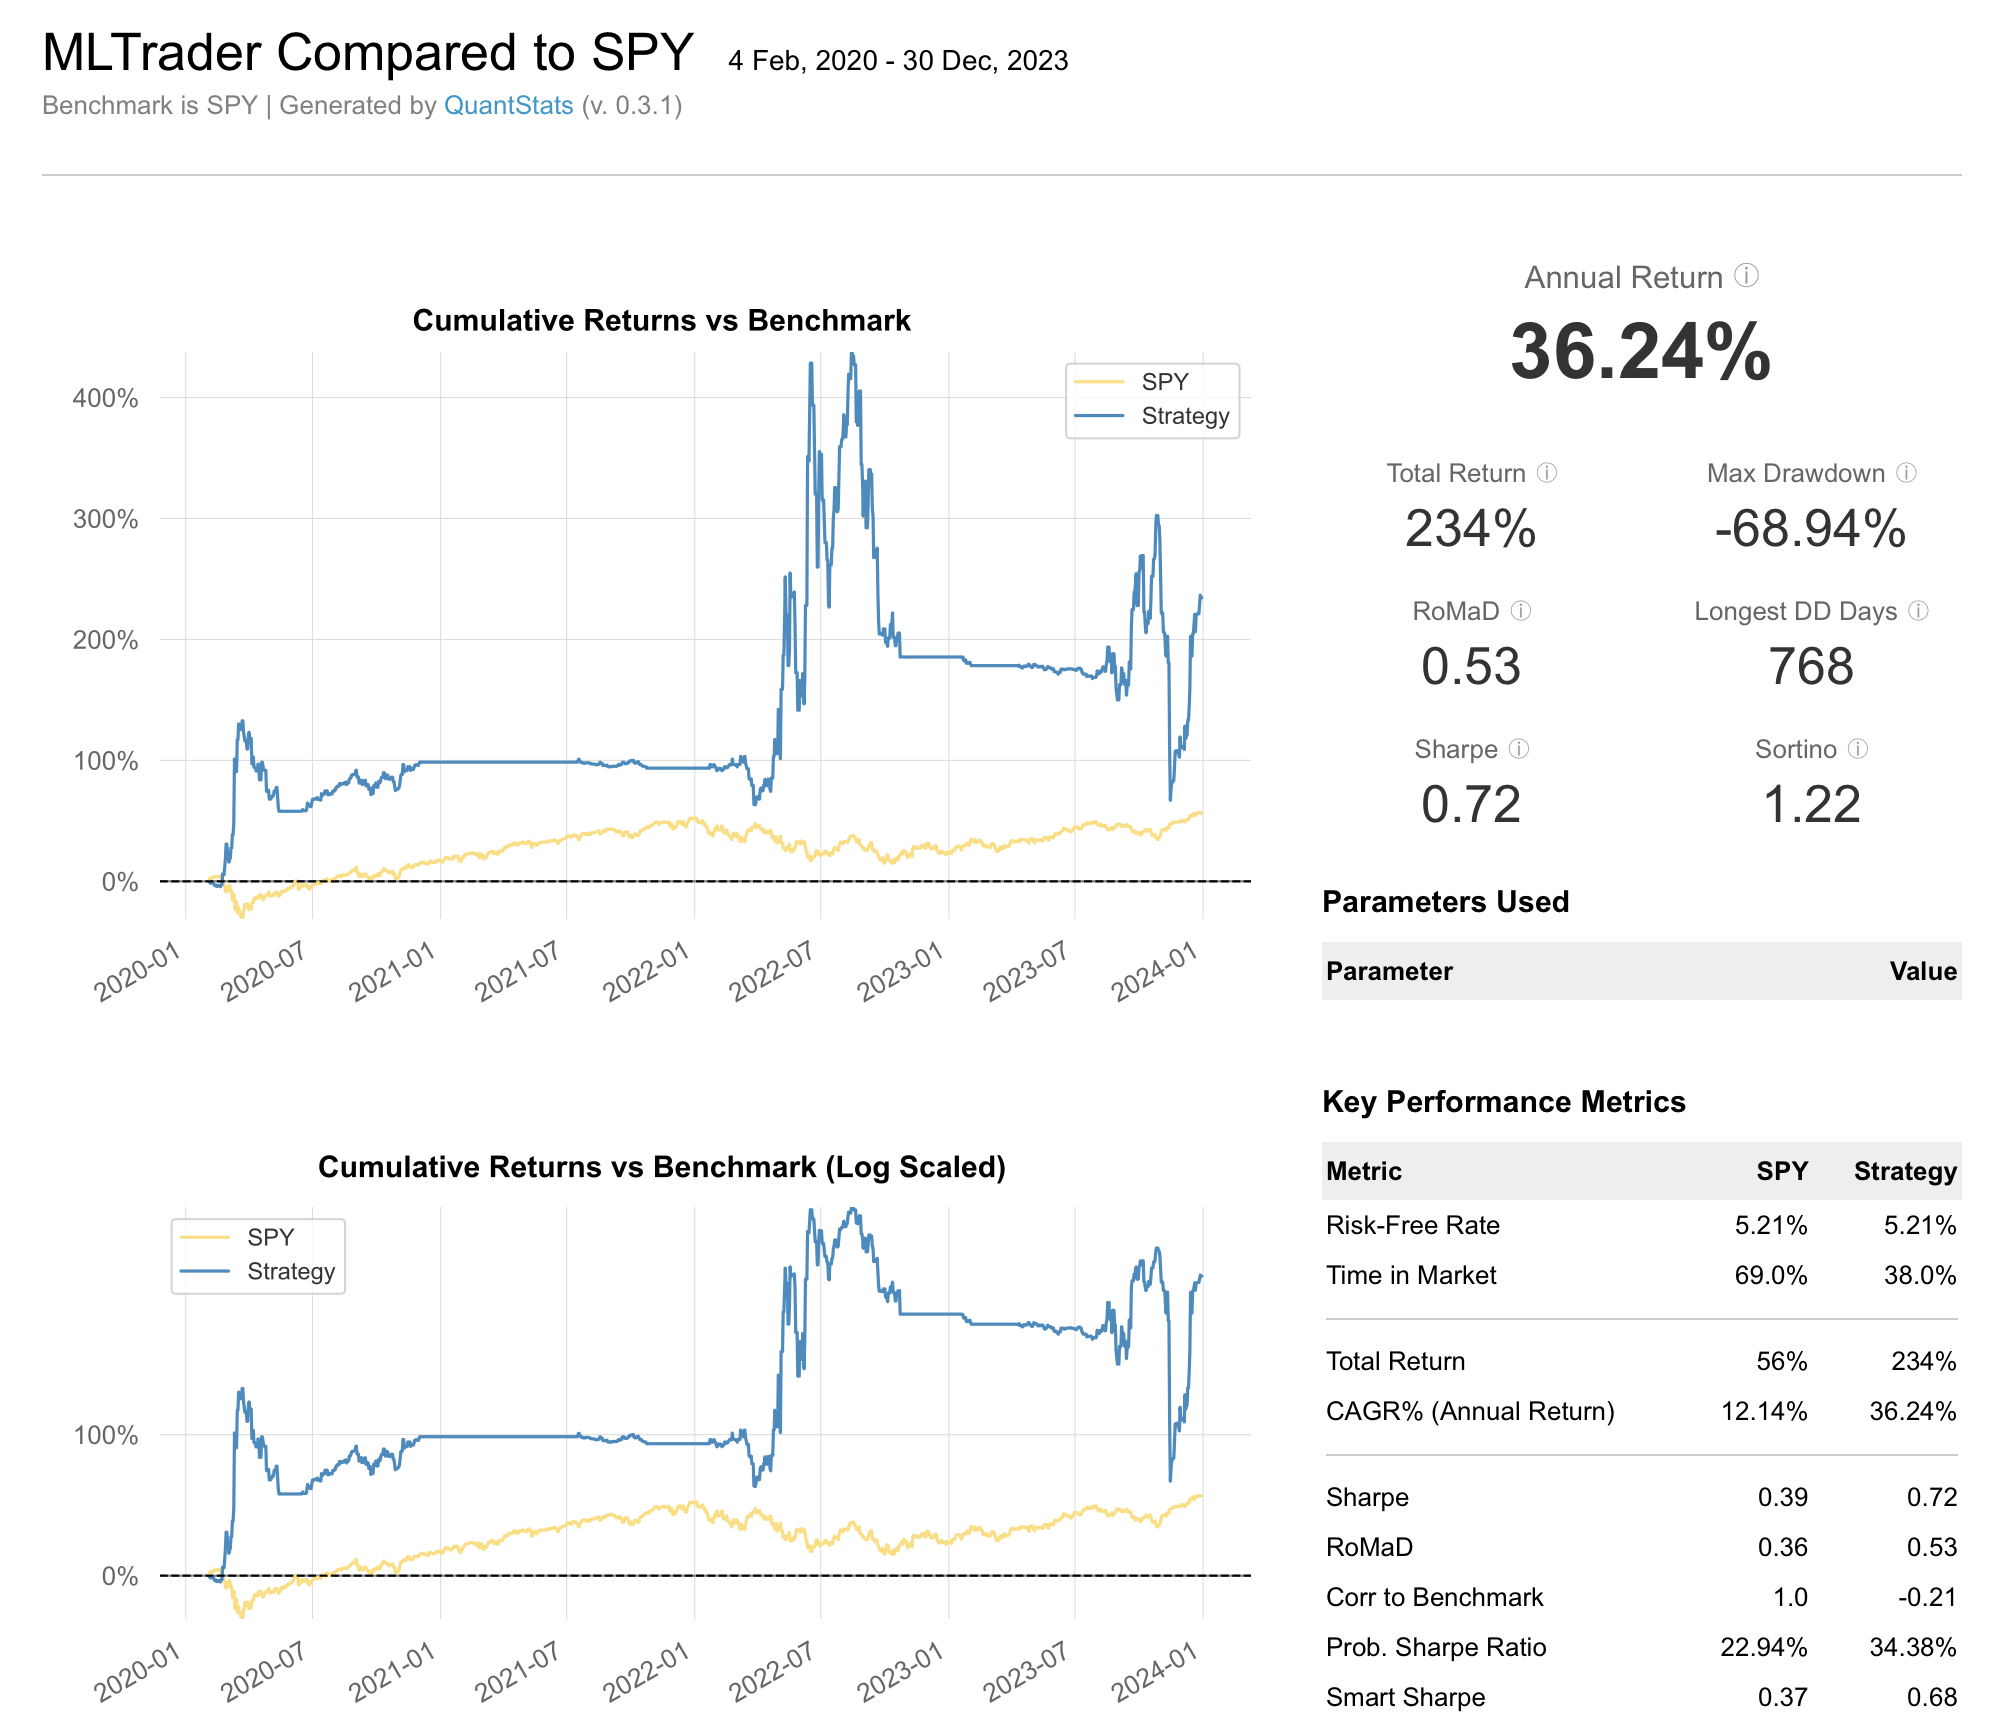 MLTrader Compared to SPY 4 Feb, 2020 - 30 Dec, 2023
Benchmark is SPY | Generated by QuantStats (v. 0.3.1)
Cumulative Returns vs Benchmark
SPY
Strategy
400%
300%
200%
100%
0%
2020-01 2020-07 2021-01 2021-07 2022-01 2022-07 2023-01 2023-07 2024-01
Cumulative Returns vs Benchmark (Log Scaled)
SPY
Strategy
100%
0%
2020-01 2020-07 2021-01 2021-07 2022-01 2022-07 2023-01 2023-07 2024-01
Annual Return ⓘ
36.24%
Total Return ⓘ Max Drawdown ⓘ
234% -68.94%
RoMaD ⓘ Longest DD Days ⓘ
0.53 768
Sharpe ⓘ Sortino ⓘ
0.72 1.22
Parameters Used
Parameter Value
Key Performance Metrics
Metric SPY Strategy
Risk-Free Rate 5.21% 5.21%
Time in Market 69.0% 38.0%
Total Return 56% 234%
CAGR% (Annual Return) 12.14% 36.24%
Sharpe 0.39 0.72
RoMaD 0.36 0.53
Corr to Benchmark 1.0 -0.21
Prob. Sharpe Ratio 22.94% 34.38%
Smart Sharpe 0.37 0.68